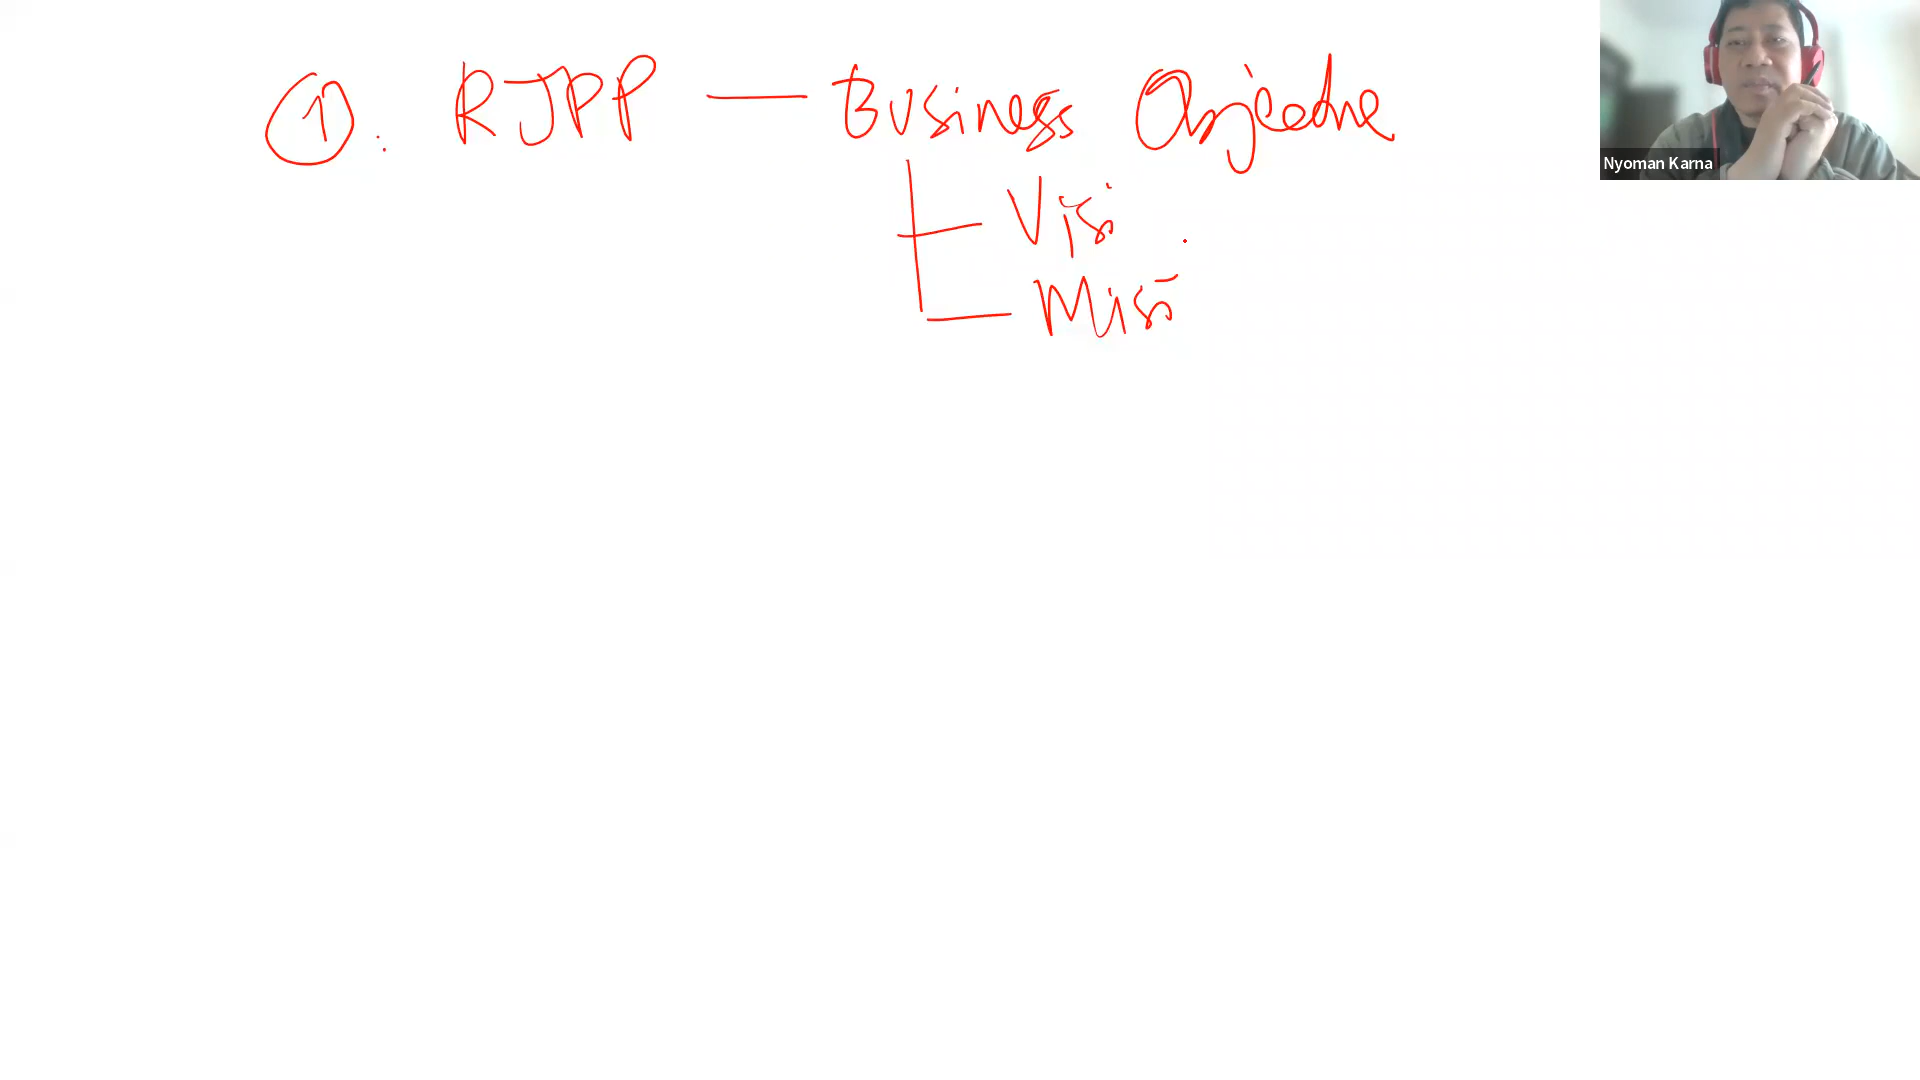 ①. RJPP — Business Objective
Visi
Misi
Nyoman Karna